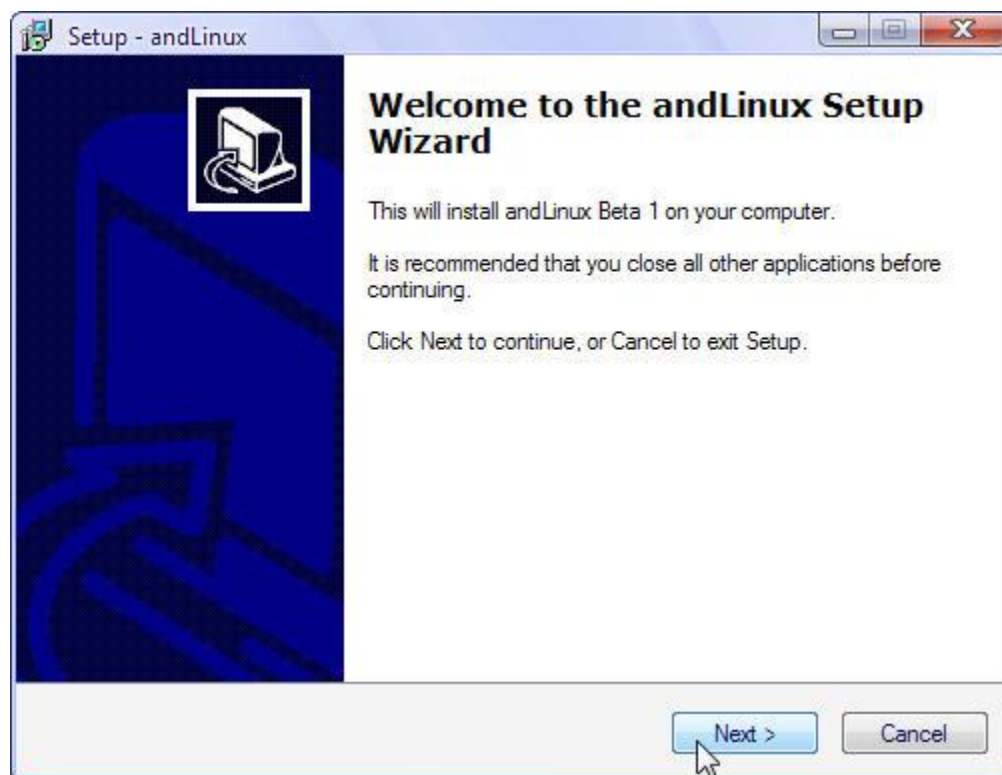 Setup - andLinux
Welcome to the andLinux Setup
Wizard
This will install andLinux Beta 1 on your computer.
It is recommended that you close all other applications before
continuing.
Click Next to continue, or Cancel to exit Setup.
Next >
Cancel